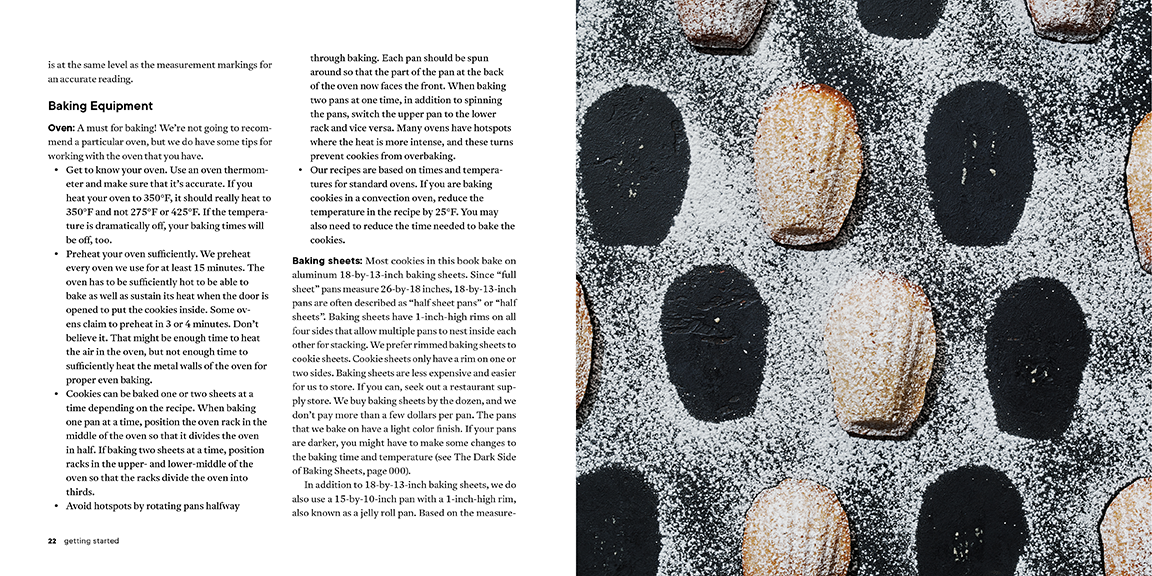 is at the same level as the measurement markings for
an accurate reading.
Baking Equipment
Oven: A must for baking! We're not going to recom-
mend a particular oven, but we do have some tips for
working with the oven that you have.
• Get to know your oven. Use an oven thermom-
eter and make sure that it's accurate. If you
heat your oven to 350°F, it should really heat to
350°F and not 275°F or 425°F. If the tempera-
ture is dramatically off, your baking times will
be off, too.
• Preheat your oven sufficiently. We preheat
every oven we use for at least 15 minutes. The
oven has to be sufficiently hot to be able to
bake as well as sustain its heat when the door is
opened to put the cookies inside. Some ov-
ens claim to preheat in 3 or 4 minutes. Don't
believe it. That might be enough time to heat
the air in the oven, but not enough time to
sufficiently heat the metal walls of the oven for
proper even baking.
• Cookies can be baked one or two sheets at a
time depending on the recipe. When baking
one pan at a time, position the oven rack in the
middle of the oven so that it divides the oven
in half. If baking two sheets at a time, position
racks in the upper- and lower-middle of the
oven so that the racks divide the oven into
thirds.
• Avoid hotspots by rotating pans halfway
through baking. Each pan should be spun
around so that the part of the pan at the back
of the oven now faces the front. When baking
two pans at one time, in addition to spinning
the pans, switch the upper pan to the lower
rack and vice versa. Many ovens have hotspots
where the heat is more intense, and these turns
prevent cookies from overbaking.
• Our recipes are based on times and tempera-
tures for standard ovens. If you are baking
cookies in a convection oven, reduce the
temperature in the recipe by 25°F. You may
also need to reduce the time needed to bake the
cookies.
Baking sheets: Most cookies in this book bake on
aluminum 18-by-13-inch baking sheets. Since "full
sheet" pans measure 26-by-18 inches, 18-by-13-inch
pans are often described as "half sheet pans" or "half
sheets". Baking sheets have 1-inch-high rims on all
four sides that allow multiple pans to nest inside each
other for stacking. We prefer rimmed baking sheets to
cookie sheets. Cookie sheets only have a rim on one or
two sides. Baking sheets are less expensive and easier
for us to store. If you can, seek out a restaurant sup-
ply store. We buy baking sheets by the dozen, and we
don't pay more than a few dollars per pan. The pans
that we bake on have a light color finish. If your pans
are darker, you might have to make some changes to
the baking time and temperature (see The Dark Side
of Baking Sheets, page 000).
In addition to 18-by-13-inch baking sheets, we do
also use a 15-by-10-inch pan with a 1-inch-high rim,
also known as a jelly roll pan. Based on the measure-
22 getting started